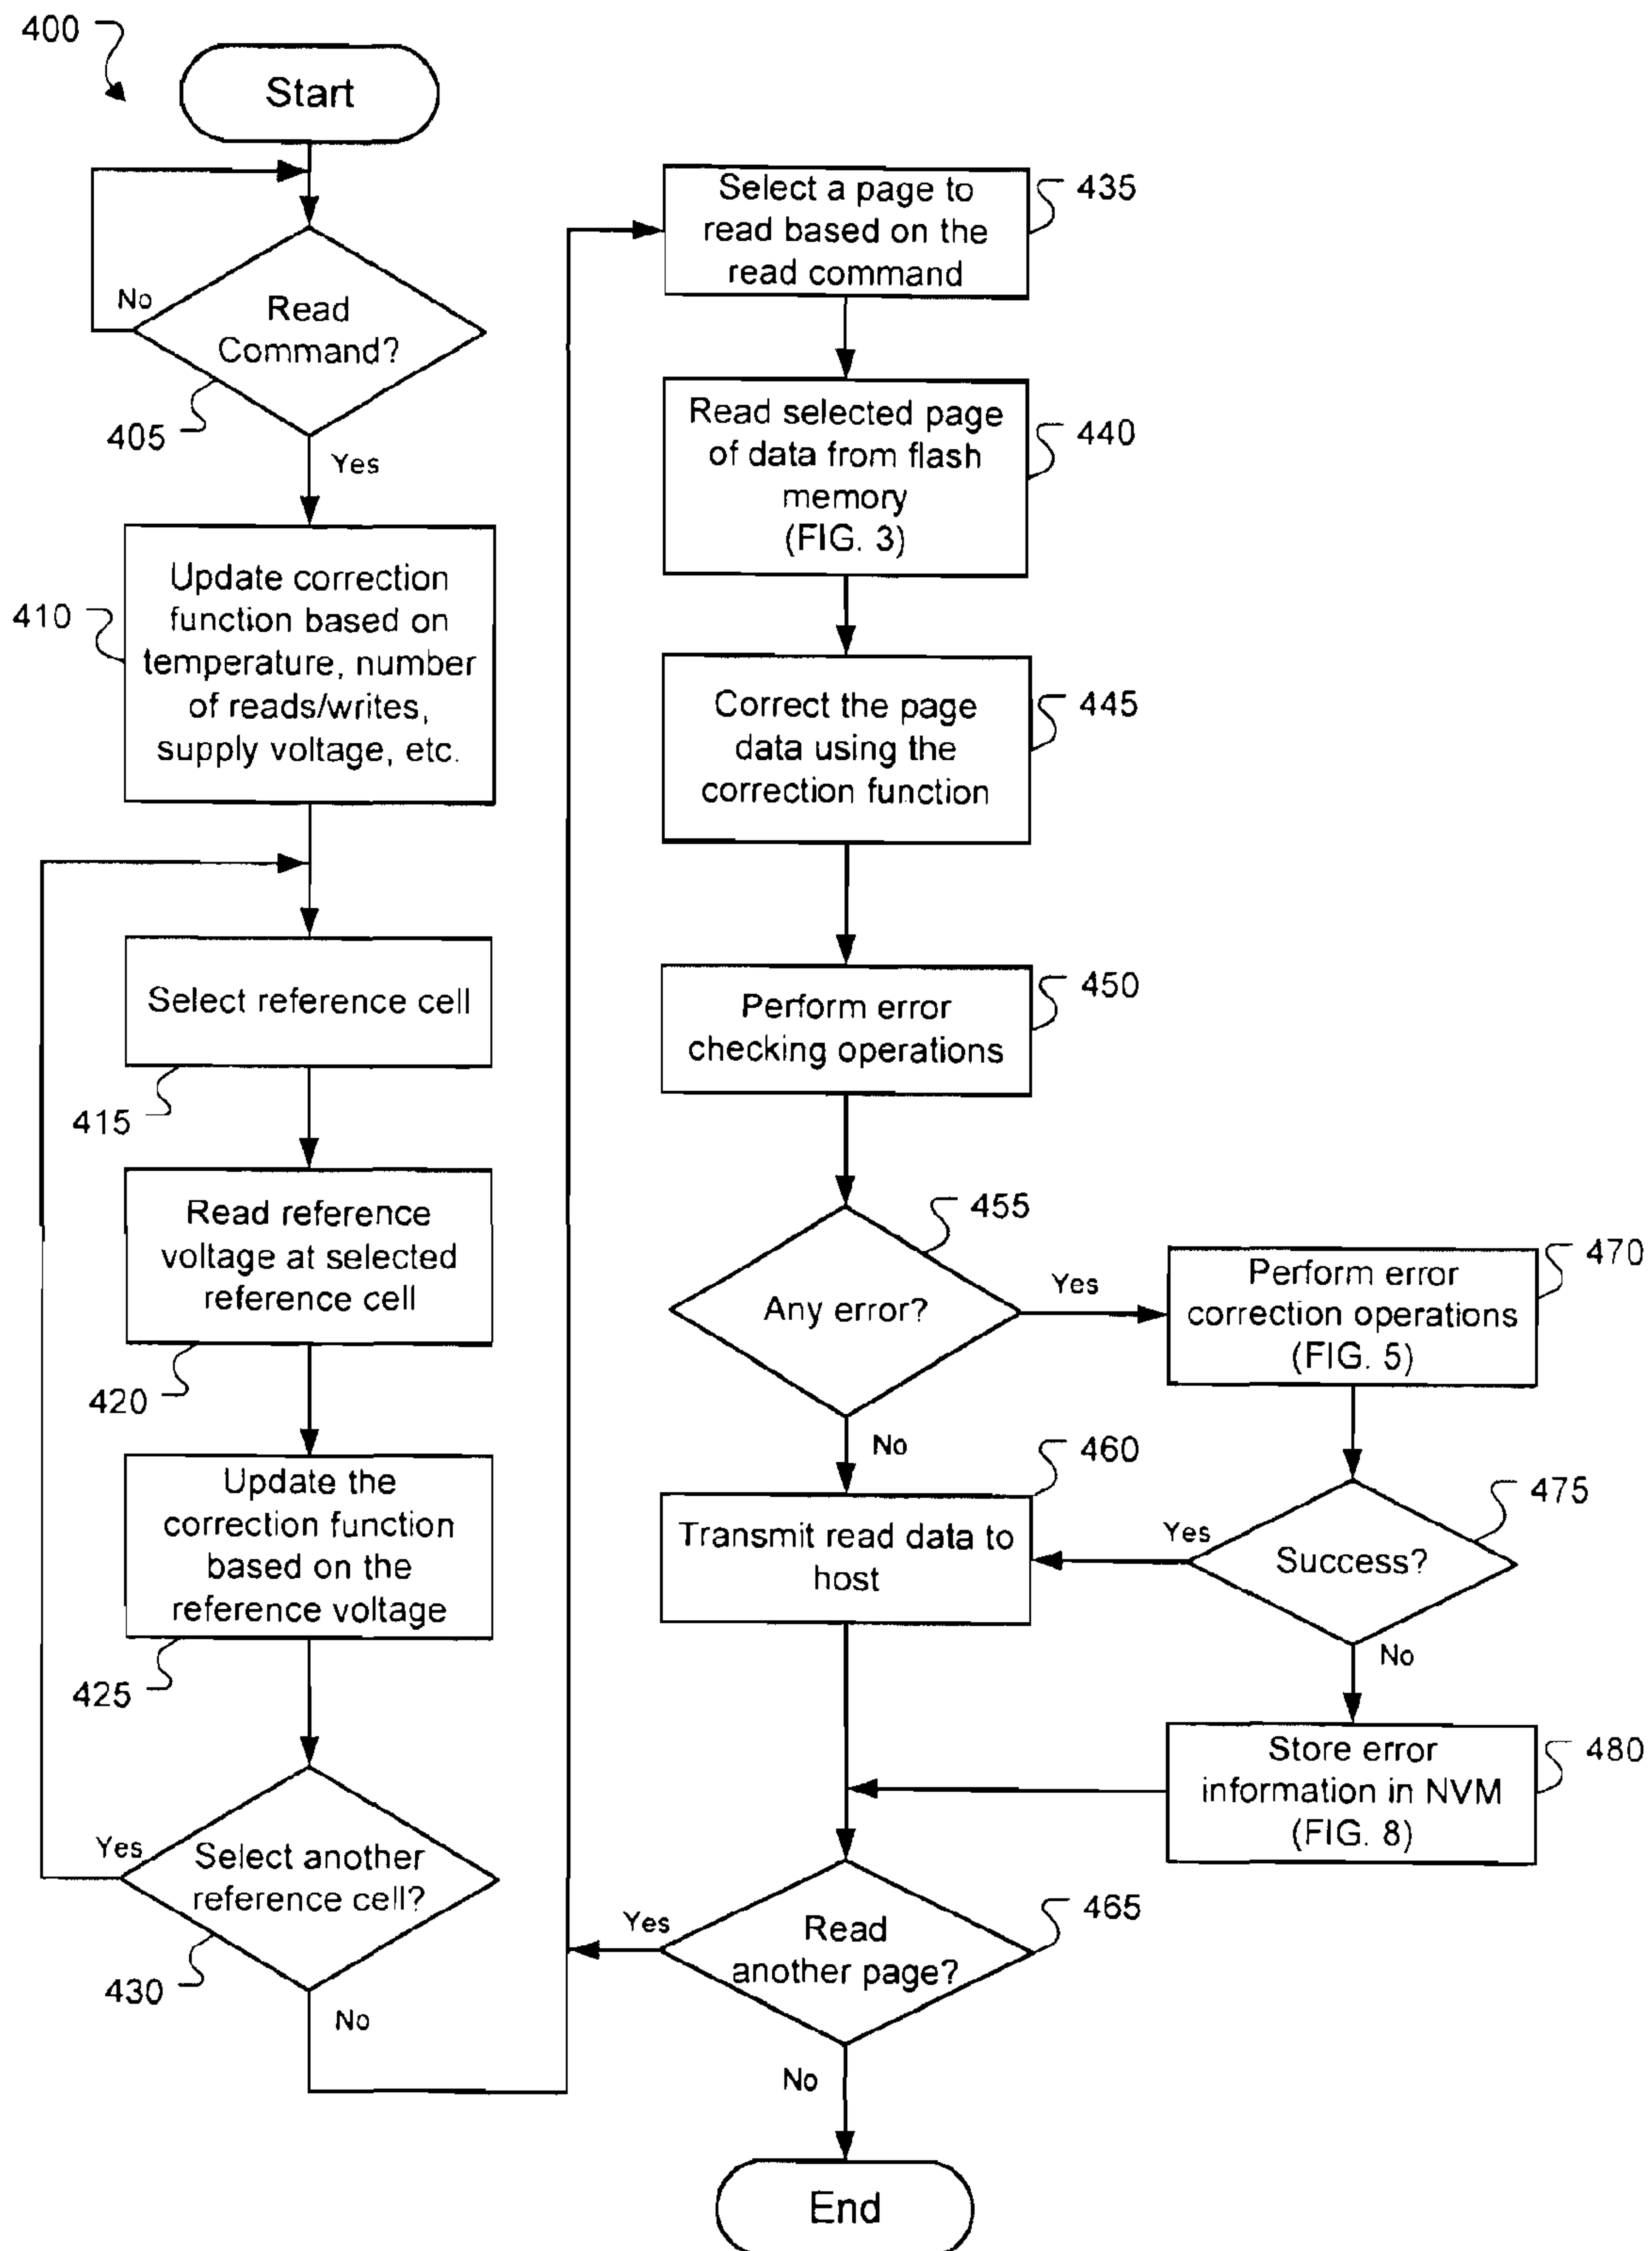 400
Start
No
Read
Command?
405
Yes
410
Update correction
function based on
temperature, number
of reads/writes,
supply voltage, etc.
Select reference cell
415
Read reference
voltage at selected
reference cell
420
Update the
correction function
based on the
reference voltage
425
Yes
Select another
reference cell?
430
No
Select a page to
read based on the
read command
435
Read selected page
of data from flash
memory
(FIG. 3)
440
Correct the page
data using the
correction function
445
Perform error
checking operations
450
455
Any error?
Yes
No
Perform error
correction operations
(FIG. 5)
470
460
Transmit read data to
host
475
Yes
Success?
No
Store error
information in NVM
(FIG. 8)
480
465
Yes
Read
another page?
No
End